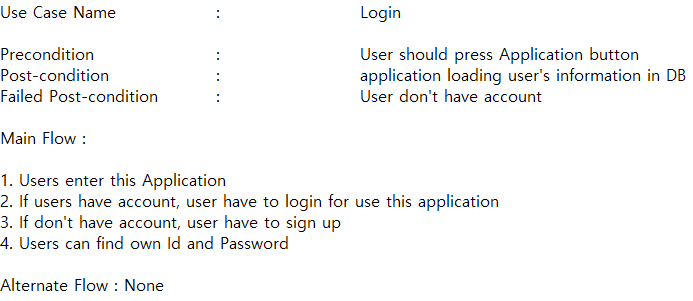 Use Case Name : Login
Precondition : User should press Application button
Post-condition : application loading user's information in DB
Failed Post-condition : User don't have account
Main Flow :
1. Users enter this Application
2. If users have account, user have to login for use this application
3. If don't have account, user have to sign up
4. Users can find own Id and Password
Alternate Flow : None